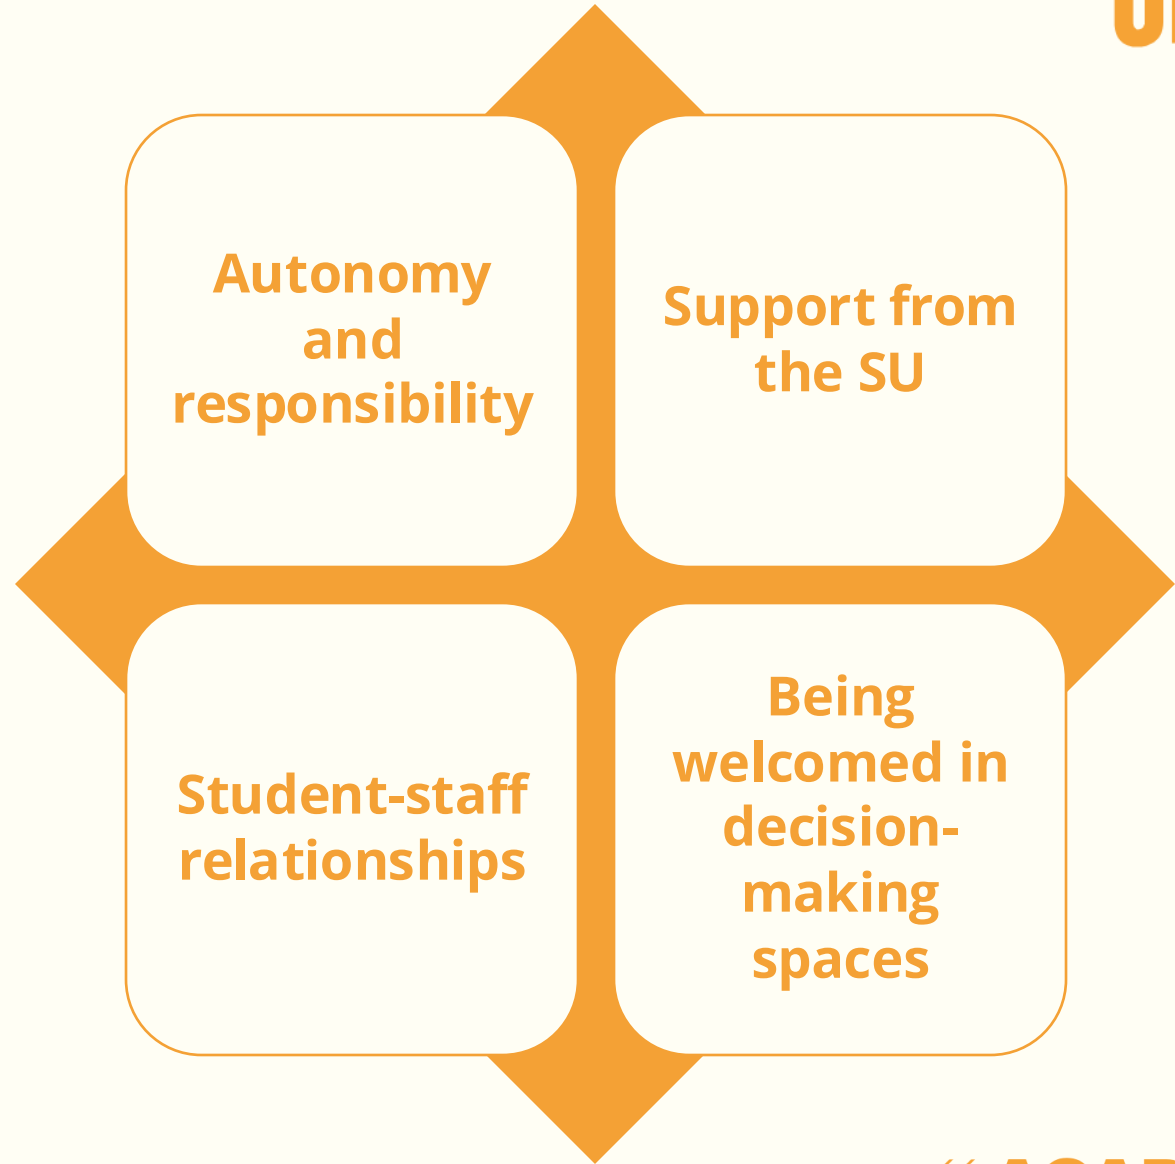 Autonomy
and
responsibility
Support from
the SU
Student-staff
relationships
Being
welcomed in
decision-
making
spaces